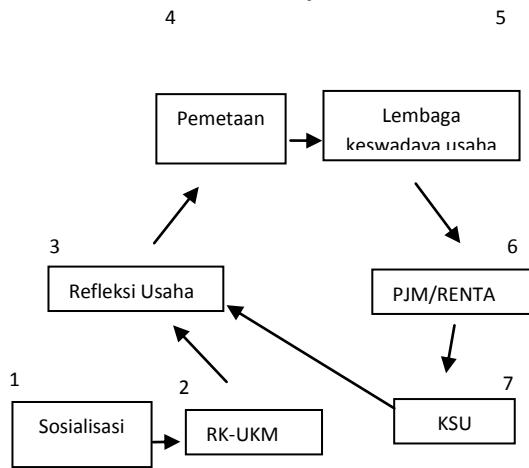 4
5
Pemetaan
Lembaga
keswadaya usaha
3
6
Refleksi Usaha
PJM/RENTA
1
2
7
Sosialisasi
RK-UKM
KSU